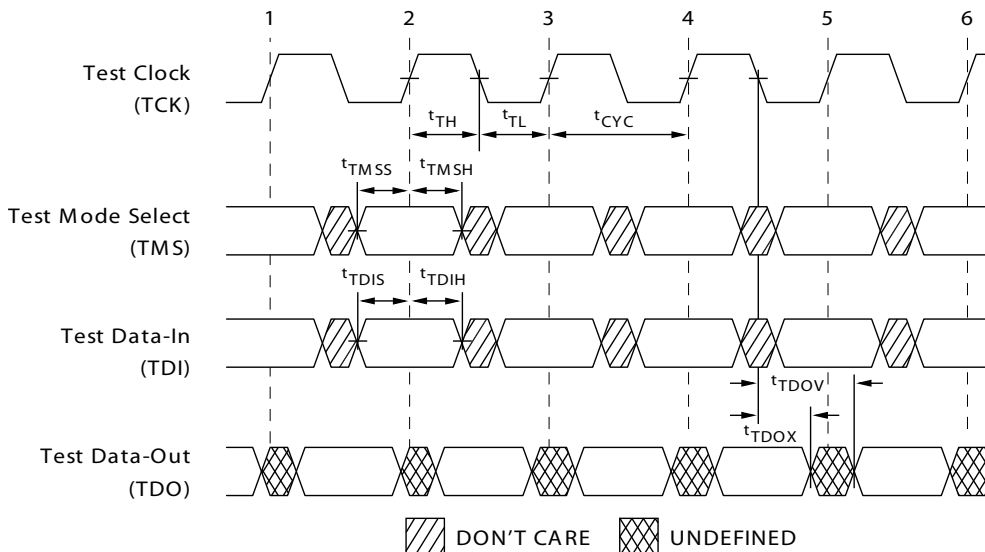 1 2 3 4 5 6
Test Clock
(TCK)
tTH tTL tCYC
tTMSS tTMSH
Test Mode Select
(TMS)
tTDIS tTDIH
Test Data-In
(TDI)
tTDOV
tTDOX
Test Data-Out
(TDO)
DON'T CARE UNDEFINED